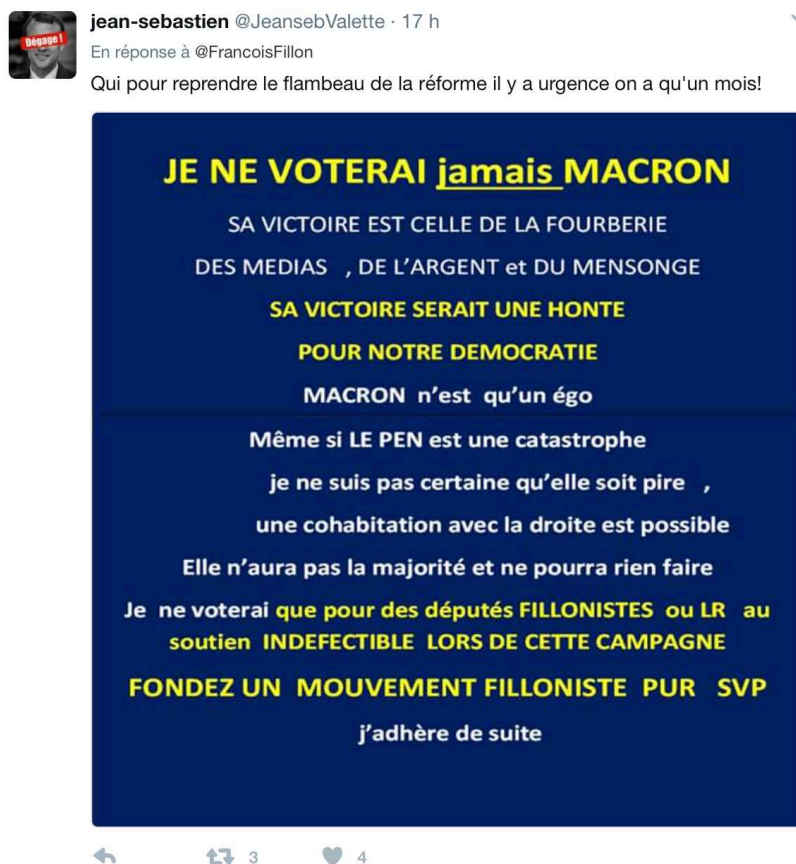 jean-sebastien @JeansebValette · 17 h
Dégage !
En réponse à @FrancoisFillon
Qui pour reprendre le flambeau de la réforme il y a urgence on a qu'un mois!
JE NE VOTERAI jamais MACRON
SA VICTOIRE EST CELLE DE LA FOURBERIE
DES MEDIAS , DE L'ARGENT et DU MENSONGE
SA VICTOIRE SERAIT UNE HONTE
POUR NOTRE DEMOCRATIE
MACRON n'est qu'un égo
Même si LE PEN est une catastrophe
je ne suis pas certaine qu'elle soit pire ,
une cohabitation avec la droite est possible
Elle n'aura pas la majorité et ne pourra rien faire
Je ne voterai que pour des députés FILLONISTES ou LR au
soutien INDEFECTIBLE LORS DE CETTE CAMPAGNE
FONDEZ UN MOUVEMENT FILLONISTE PUR SVP
j'adhère de suite
3 4